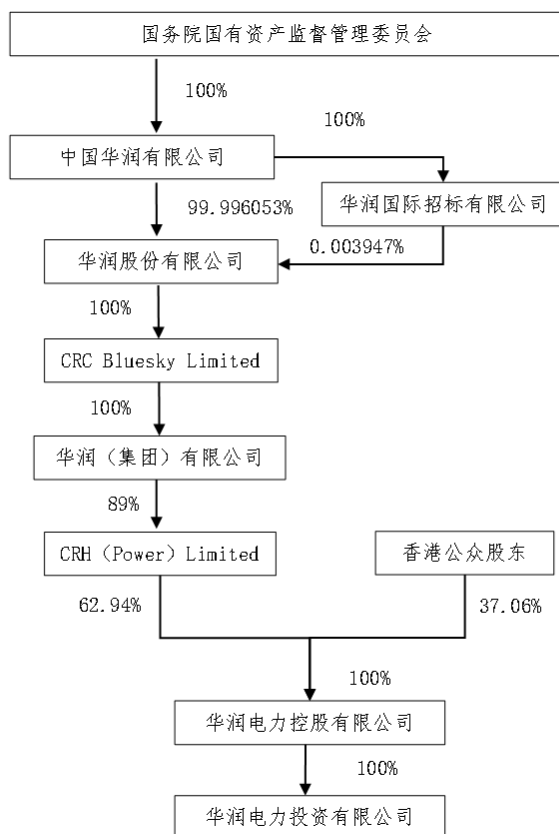 国务院国有资产监督管理委员会
100%
100%
中国华润有限公司
99.996053%
华润国际招标有限公司
0.003947%
华润股份有限公司
100%
CRC Bluesky Limited
100%
华润（集团）有限公司
89%
CRH（Power）Limited
香港公众股东
62.94%
37.06%
100%
华润电力控股有限公司
100%
华润电力投资有限公司